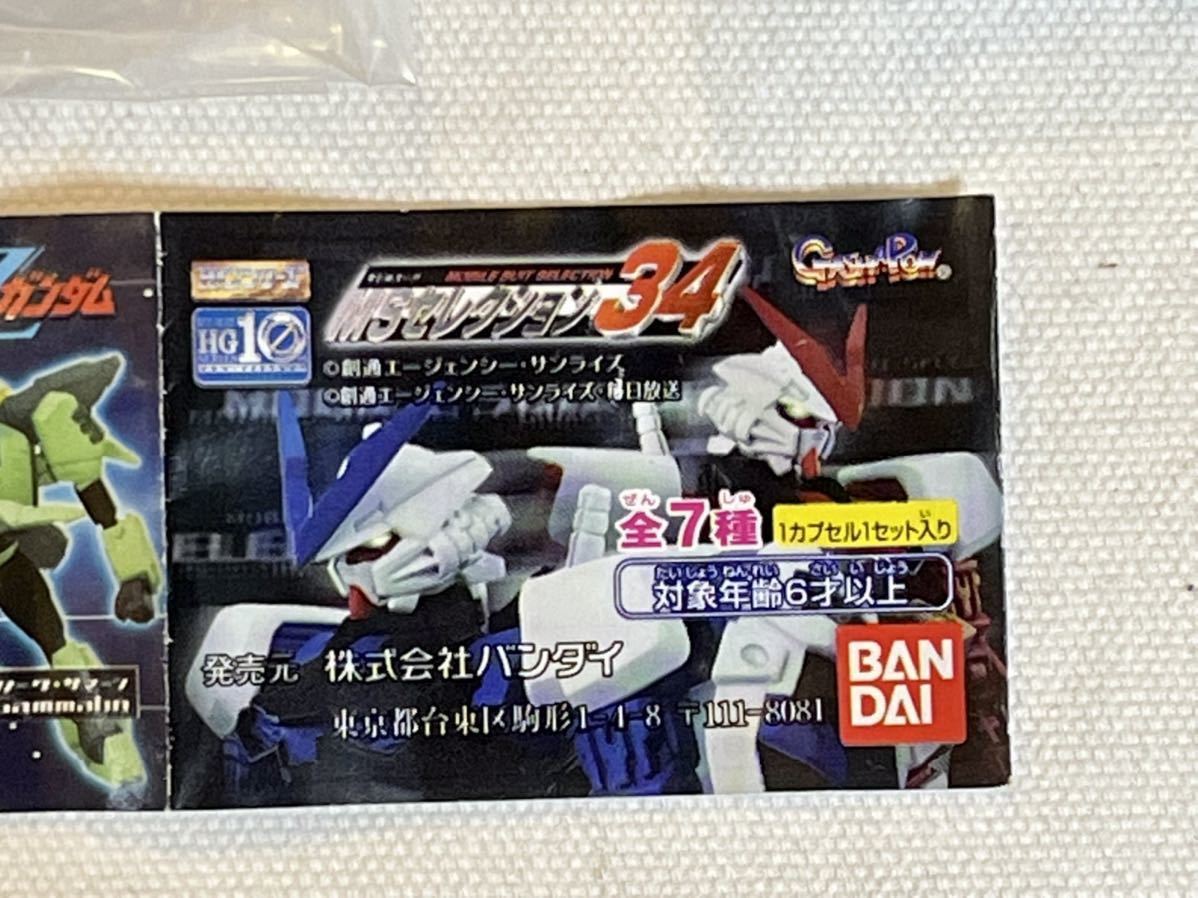 ガンダム
ammahn
HG 10
MOBILE SUIT SELECTION
MSセレクション34
GASHAPON®
©創通エージェンシー・サンライズ
©創通エージェンシー・サンライズ・毎日放送
ぜん しゅ
全7種
い
1カプセル1セット入り
たいしょうねんれい さい い じょう
対象年齢6才以上
発売元 株式会社バンダイ
東京都台東区駒形1-4-8 〒111-8081
BAN
DAI